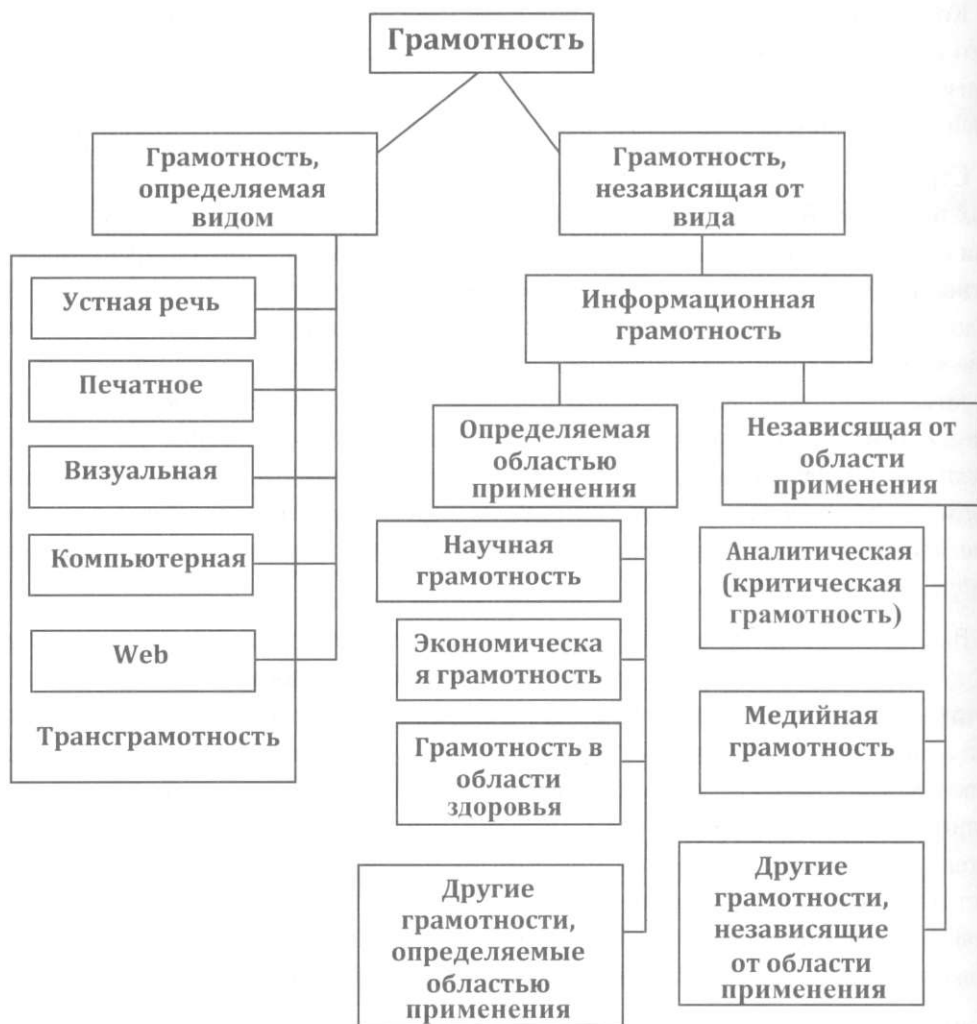 Грамотность
Грамотность,
определяемая
видом
Грамотность,
независящая от
вида
Устная речь
Печатное
Визуальная
Компьютерная
Web
Трансграмотность
Информационная
грамотность
Определяемая
областью
применения
Научная
грамотность
Экономическа
я грамотность
Грамотность в
области
здоровья
Другие
грамотности,
определяемые
областью
применения
Независящая от
области
применения
Аналитическая
(критическая
грамотность)
Медийная
грамотность
Другие
грамотности,
независящие
от области
применения